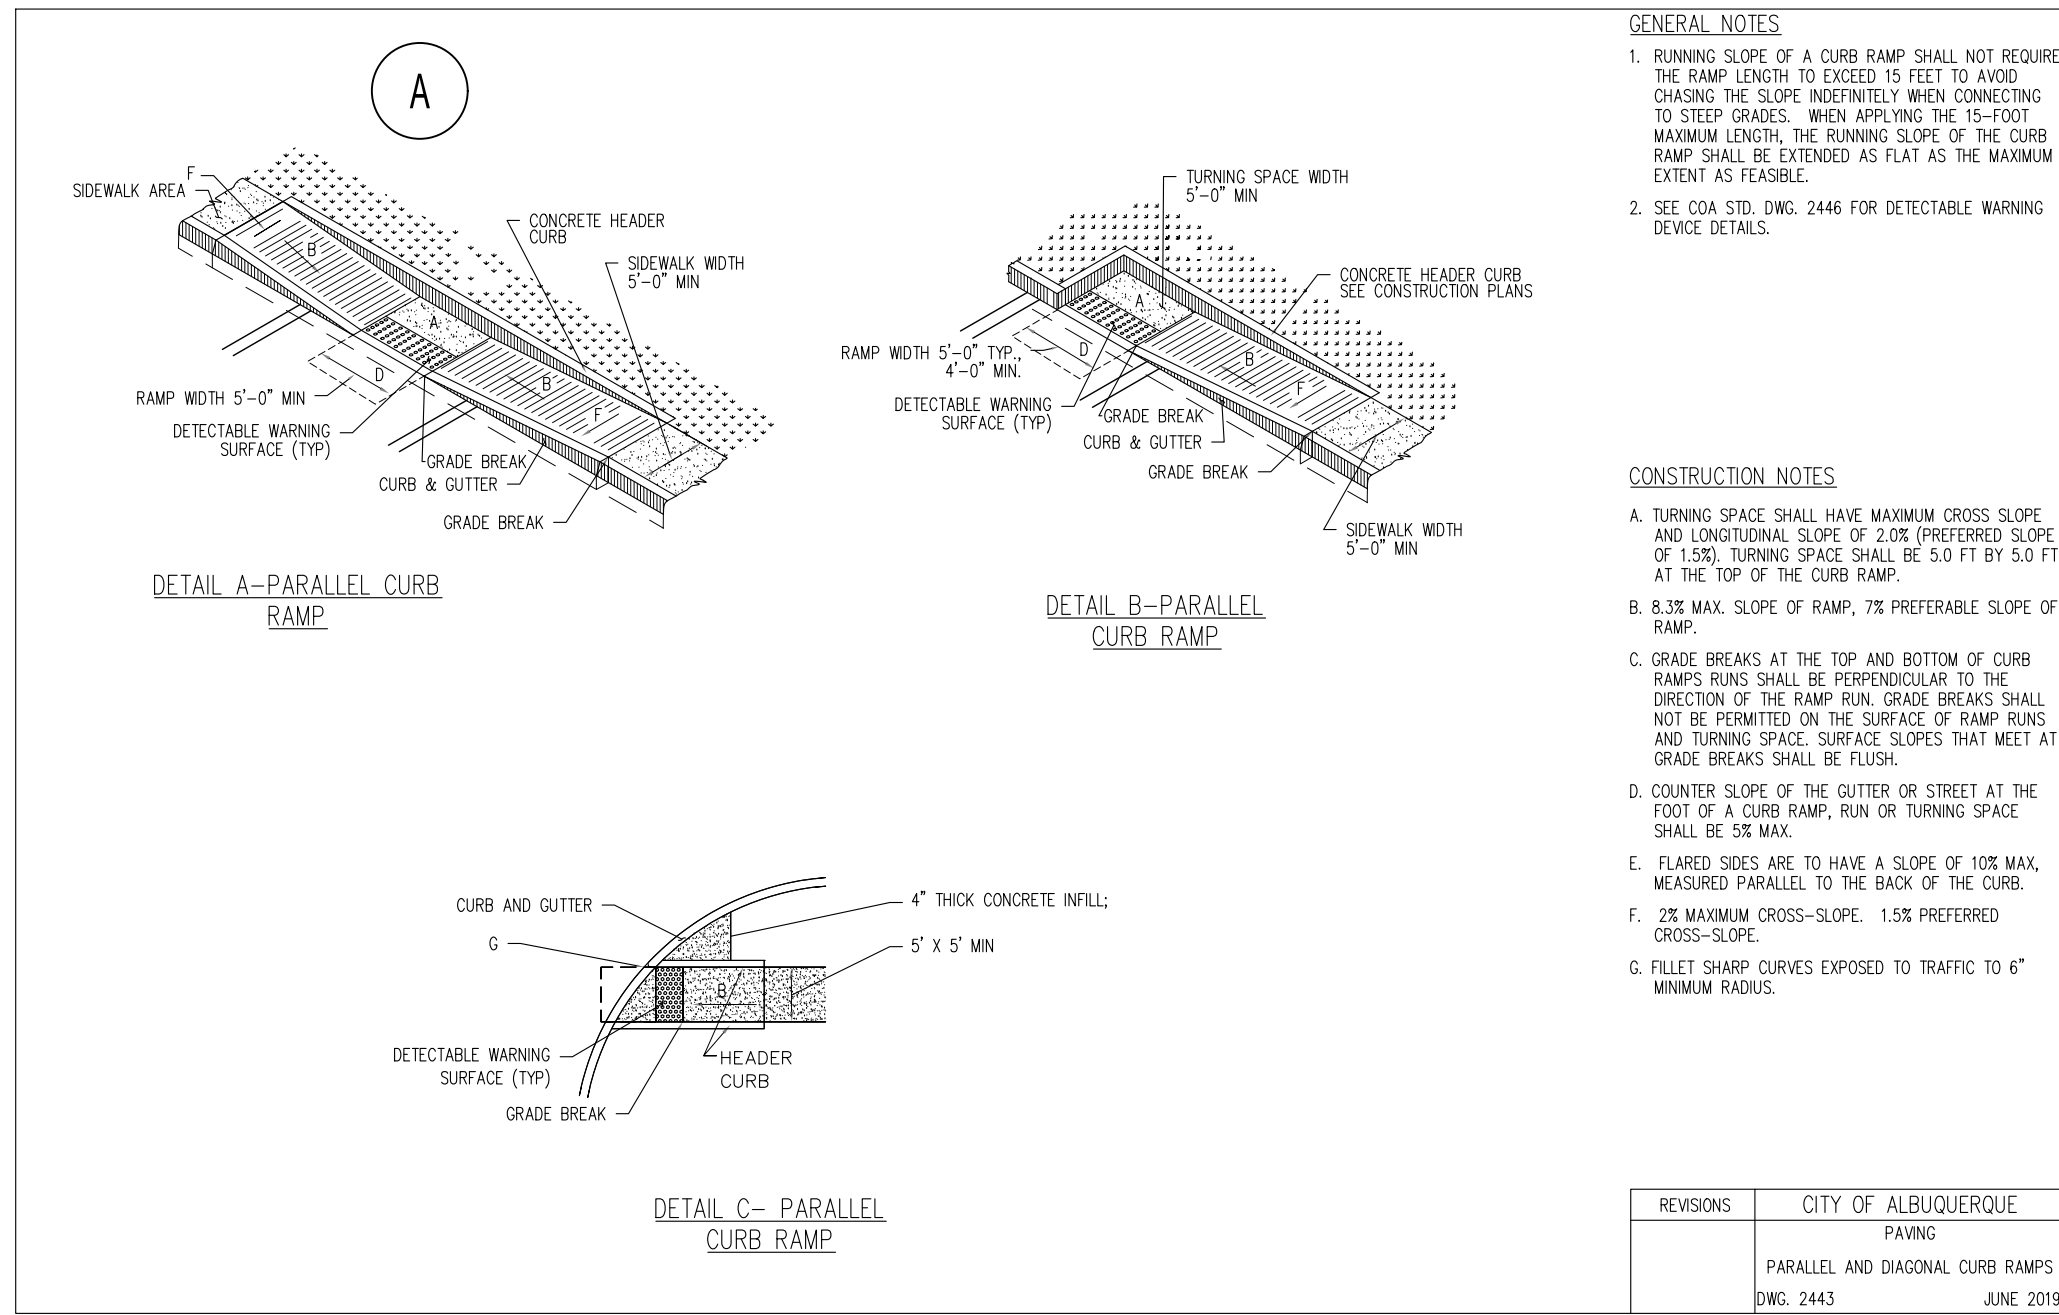 A
F
SIDEWALK AREA
B
CONCRETE HEADER
CURB
SIDEWALK WIDTH
5'-0" MIN
A
D
B
F
RAMP WIDTH 5'-0" MIN
DETECTABLE WARNING
SURFACE (TYP)
GRADE BREAK
CURB & GUTTER
GRADE BREAK
DETAIL A-PARALLEL CURB
RAMP
TURNING SPACE WIDTH
5'-0" MIN
CONCRETE HEADER CURB
SEE CONSTRUCTION PLANS
A
RAMP WIDTH 5'-0" TYP.,
4'-0" MIN.
D
B
F
DETECTABLE WARNING
SURFACE (TYP)
GRADE BREAK
CURB & GUTTER
GRADE BREAK
SIDEWALK WIDTH
5'-0" MIN
DETAIL B-PARALLEL
CURB RAMP
CURB AND GUTTER
4" THICK CONCRETE INFILL;
G
5' X 5' MIN
B
DETECTABLE WARNING
SURFACE (TYP)
HEADER
CURB
GRADE BREAK
DETAIL C- PARALLEL
CURB RAMP
GENERAL NOTES
1. RUNNING SLOPE OF A CURB RAMP SHALL NOT REQUIRE
THE RAMP LENGTH TO EXCEED 15 FEET TO AVOID
CHASING THE SLOPE INDEFINITELY WHEN CONNECTING
TO STEEP GRADES. WHEN APPLYING THE 15-FOOT
MAXIMUM LENGTH, THE RUNNING SLOPE OF THE CURB
RAMP SHALL BE EXTENDED AS FLAT AS THE MAXIMUM
EXTENT AS FEASIBLE.
2. SEE COA STD. DWG. 2446 FOR DETECTABLE WARNING
DEVICE DETAILS.
CONSTRUCTION NOTES
A. TURNING SPACE SHALL HAVE MAXIMUM CROSS SLOPE
AND LONGITUDINAL SLOPE OF 2.0% (PREFERRED SLOPE
OF 1.5%). TURNING SPACE SHALL BE 5.0 FT BY 5.0 FT
AT THE TOP OF THE CURB RAMP.
B. 8.3% MAX. SLOPE OF RAMP, 7% PREFERABLE SLOPE OF
RAMP.
C. GRADE BREAKS AT THE TOP AND BOTTOM OF CURB
RAMPS RUNS SHALL BE PERPENDICULAR TO THE
DIRECTION OF THE RAMP RUN. GRADE BREAKS SHALL
NOT BE PERMITTED ON THE SURFACE OF RAMP RUNS
AND TURNING SPACE. SURFACE SLOPES THAT MEET AT
GRADE BREAKS SHALL BE FLUSH.
D. COUNTER SLOPE OF THE GUTTER OR STREET AT THE
FOOT OF A CURB RAMP, RUN OR TURNING SPACE
SHALL BE 5% MAX.
E. FLARED SIDES ARE TO HAVE A SLOPE OF 10% MAX,
MEASURED PARALLEL TO THE BACK OF THE CURB.
F. 2% MAXIMUM CROSS-SLOPE. 1.5% PREFERRED
CROSS-SLOPE.
G. FILLET SHARP CURVES EXPOSED TO TRAFFIC TO 6"
MINIMUM RADIUS.
REVISIONS
CITY OF ALBUQUERQUE
PAVING
PARALLEL AND DIAGONAL CURB RAMPS
DWG. 2443 JUNE 2019